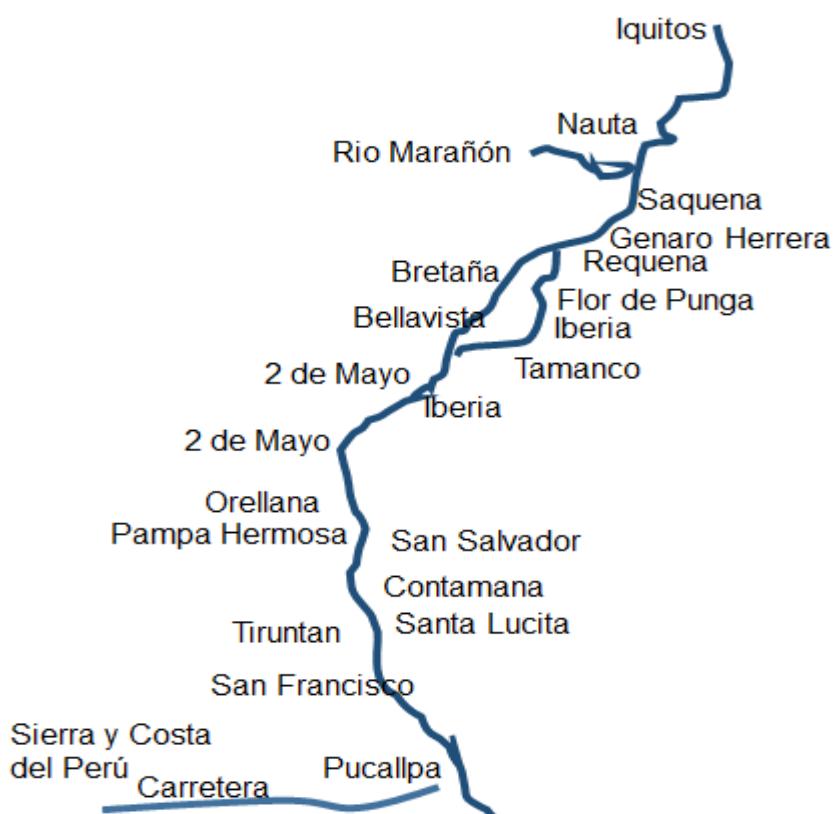 Iquitos
Nauta
Rio Marañón
Saquena
Genaro Herrera
Requena
Bretaña
Flor de Punga
Bellavista
Iberia
Tamanco
2 de Mayo
Iberia
2 de Mayo
Orellana
Pampa Hermosa
San Salvador
Contamana
Santa Lucita
Tiruntan
San Francisco
Sierra y Costa
del Perú
Pucallpa
Carretera